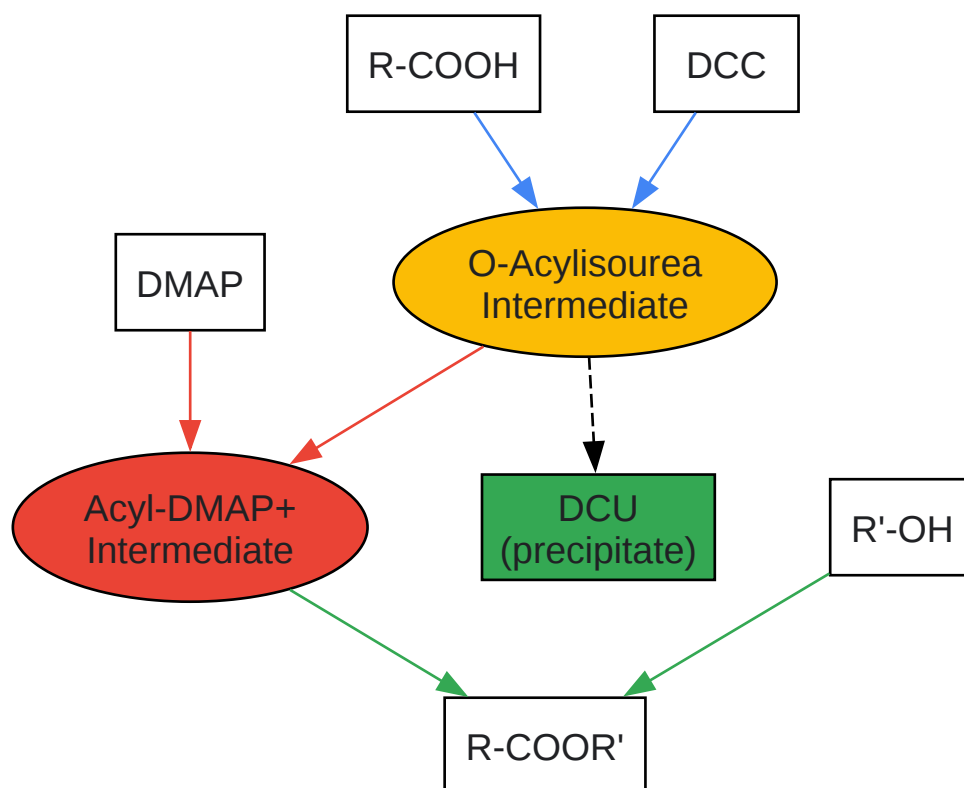 R-COOH
DCC
O-Acylisourea
Intermediate
DMAP
Acyl-DMAP+
Intermediate
DCU
(precipitate)
R'-OH
R-COOR'